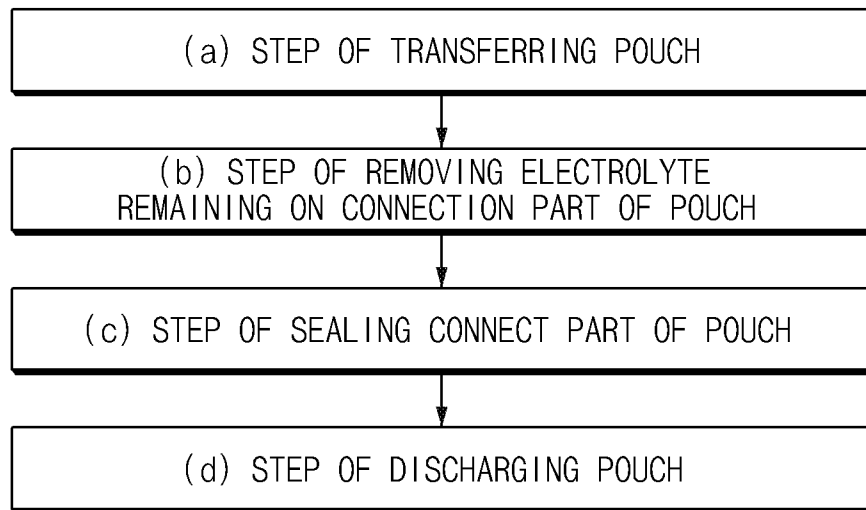 (a) STEP OF TRANSFERRING POUCH
(b) STEP OF REMOVING ELECTROLYTE
REMAINING ON CONNECTION PART OF POUCH
(c) STEP OF SEALING CONNECT PART OF POUCH
(d) STEP OF DISCHARGING POUCH